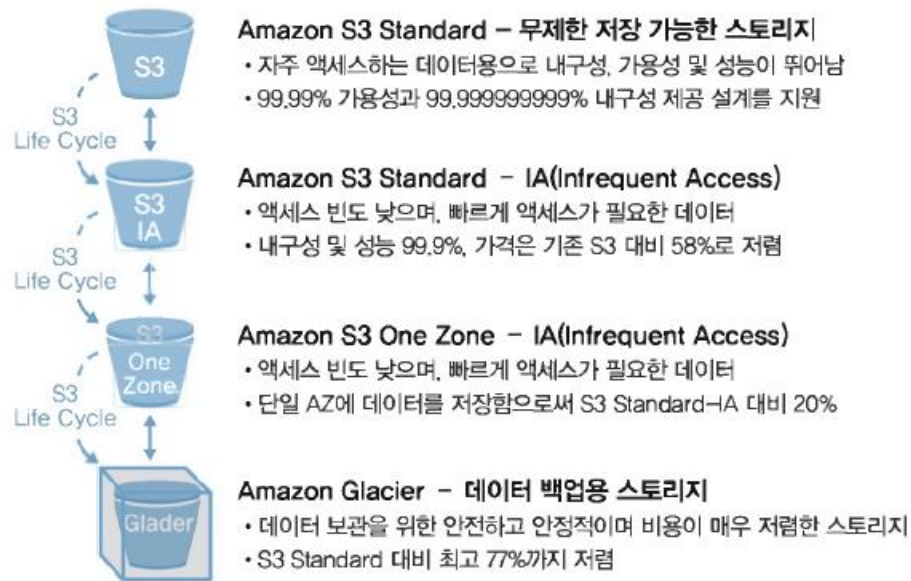 Amazon S3 Standard – 무제한 저장 가능한 스토리지
• 자주 액세스하는 데이터용으로 내구성, 가용성 및 성능이 뛰어남
• 99.99% 가용성과 99.999999999% 내구성 제공 설계를 지원
S3
S3
Life Cycle
Amazon S3 Standard – IA(Infrequent Access)
• 액세스 빈도 낮으며, 빠르게 액세스가 필요한 데이터
• 내구성 및 성능 99.9%, 가격은 기존 S3 대비 58%로 저렴
S3
IA
S3
Life Cycle
Amazon S3 One Zone – IA(Infrequent Access)
• 액세스 빈도 낮으며, 빠르게 액세스가 필요한 데이터
• 단일 AZ에 데이터를 저장함으로써 S3 Standard-IA 대비 20%
S3
One
Zone
S3
Life Cycle
Amazon Glacier – 데이터 백업용 스토리지
• 데이터 보관을 위한 안전하고 안정적이며 비용이 매우 저렴한 스토리지
• S3 Standard 대비 최고 77%까지 저렴
Glader